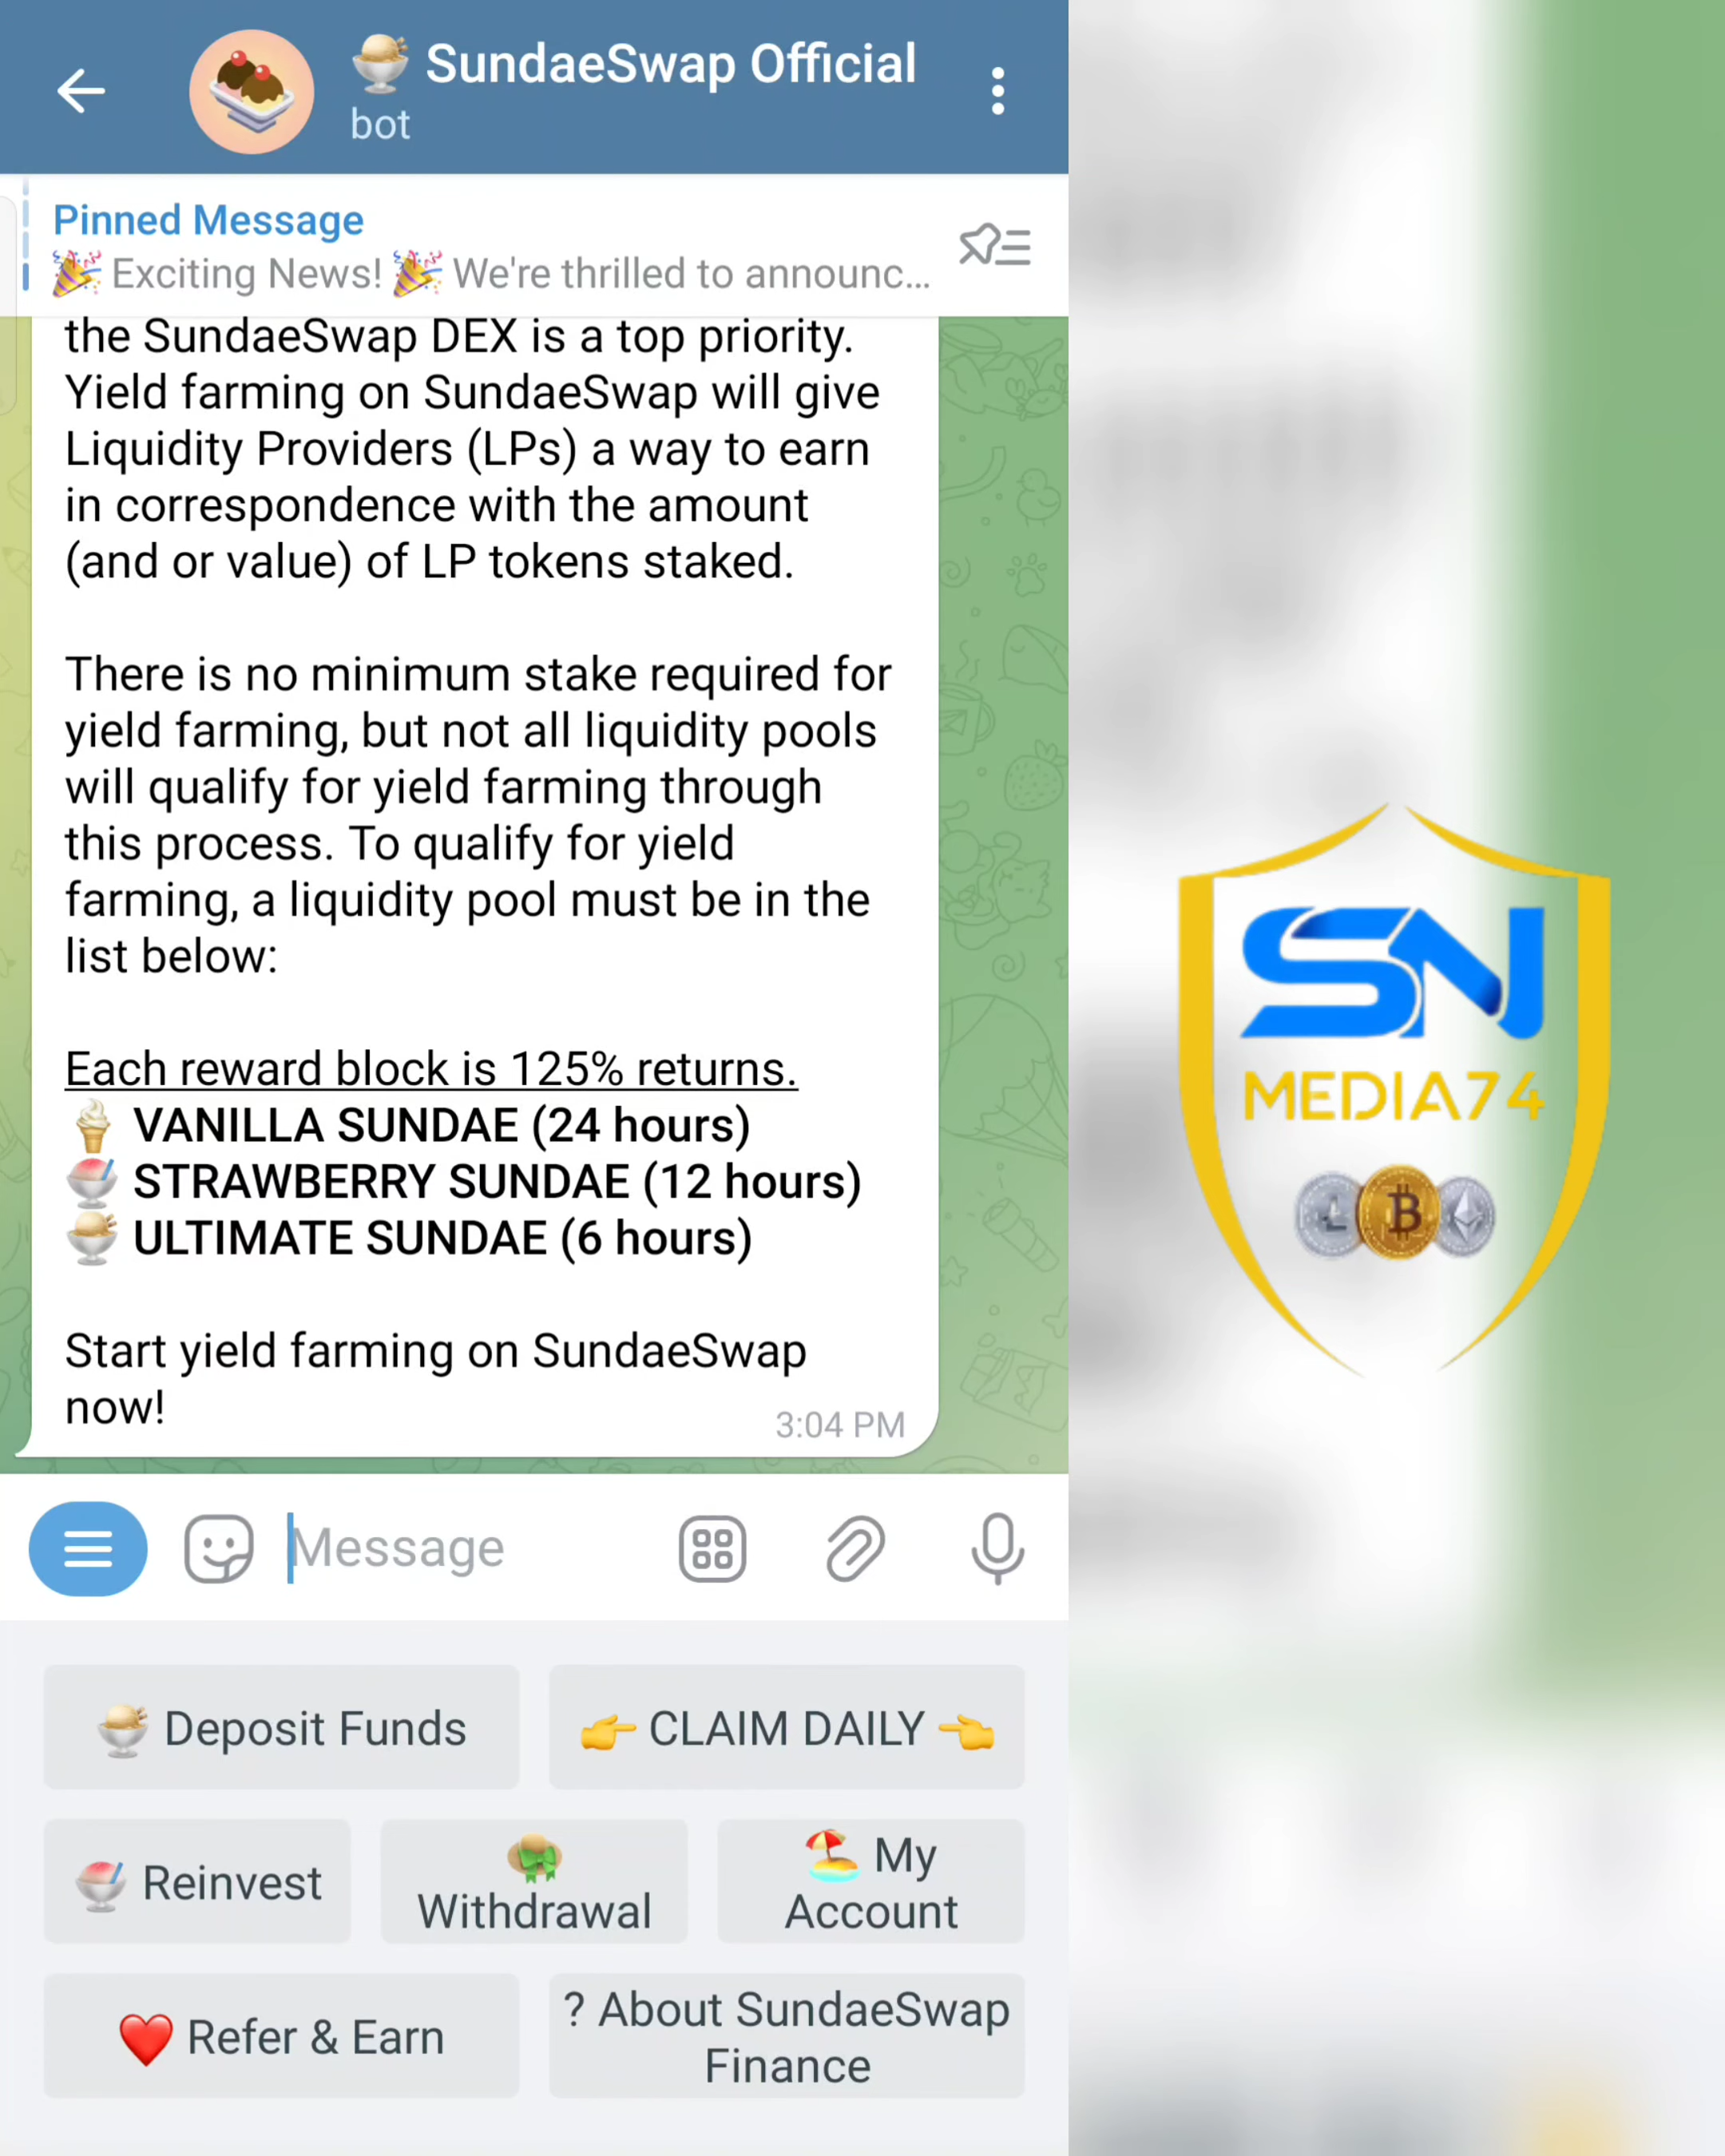 🍨 SundaeSwap Official
bot
Pinned Message
🎉 Exciting News! 🎉 We're thrilled to announc...
the SundaeSwap DEX is a top priority.
Yield farming on SundaeSwap will give
Liquidity Providers (LPs) a way to earn
in correspondence with the amount
(and or value) of LP tokens staked.
There is no minimum stake required for
yield farming, but not all liquidity pools
will qualify for yield farming through
this process. To qualify for yield
farming, a liquidity pool must be in the
list below:
Each reward block is 125% returns.
🍦 VANILLA SUNDAE (24 hours)
🍧 STRAWBERRY SUNDAE (12 hours)
🍨 ULTIMATE SUNDAE (6 hours)
Start yield farming on SundaeSwap
now!
3:04 PM
Message
🍨 Deposit Funds
👉 CLAIM DAILY 👈
🍧 Reinvest
👒
Withdrawal
🏖 My
Account
❤️ Refer & Earn
? About SundaeSwap
Finance
SN
MEDIA74